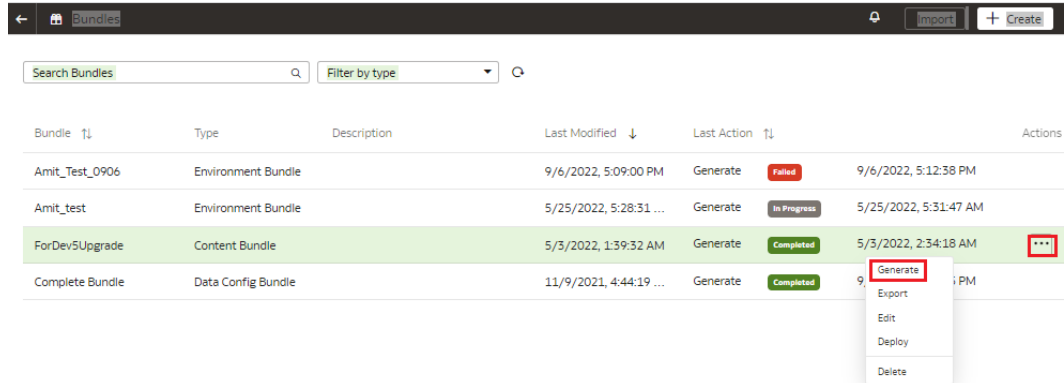 Bundles Import + Create
Search Bundles Filter by type
Bundle Type Description Last Modified Last Action Actions
Amit_Test_0906 Environment Bundle 9/6/2022, 5:09:00 PM Generate Failed 9/6/2022, 5:12:38 PM
Amit_test Environment Bundle 5/25/2022, 5:28:31 ... Generate In Progress 5/25/2022, 5:31:47 AM
ForDev5Upgrade Content Bundle 5/3/2022, 1:39:32 AM Generate Completed 5/3/2022, 2:34:18 AM ...
Generate
Complete Bundle Data Config Bundle 11/9/2021, 4:44:19 ... Generate Completed 9 PM
Export
Edit
Deploy
Delete